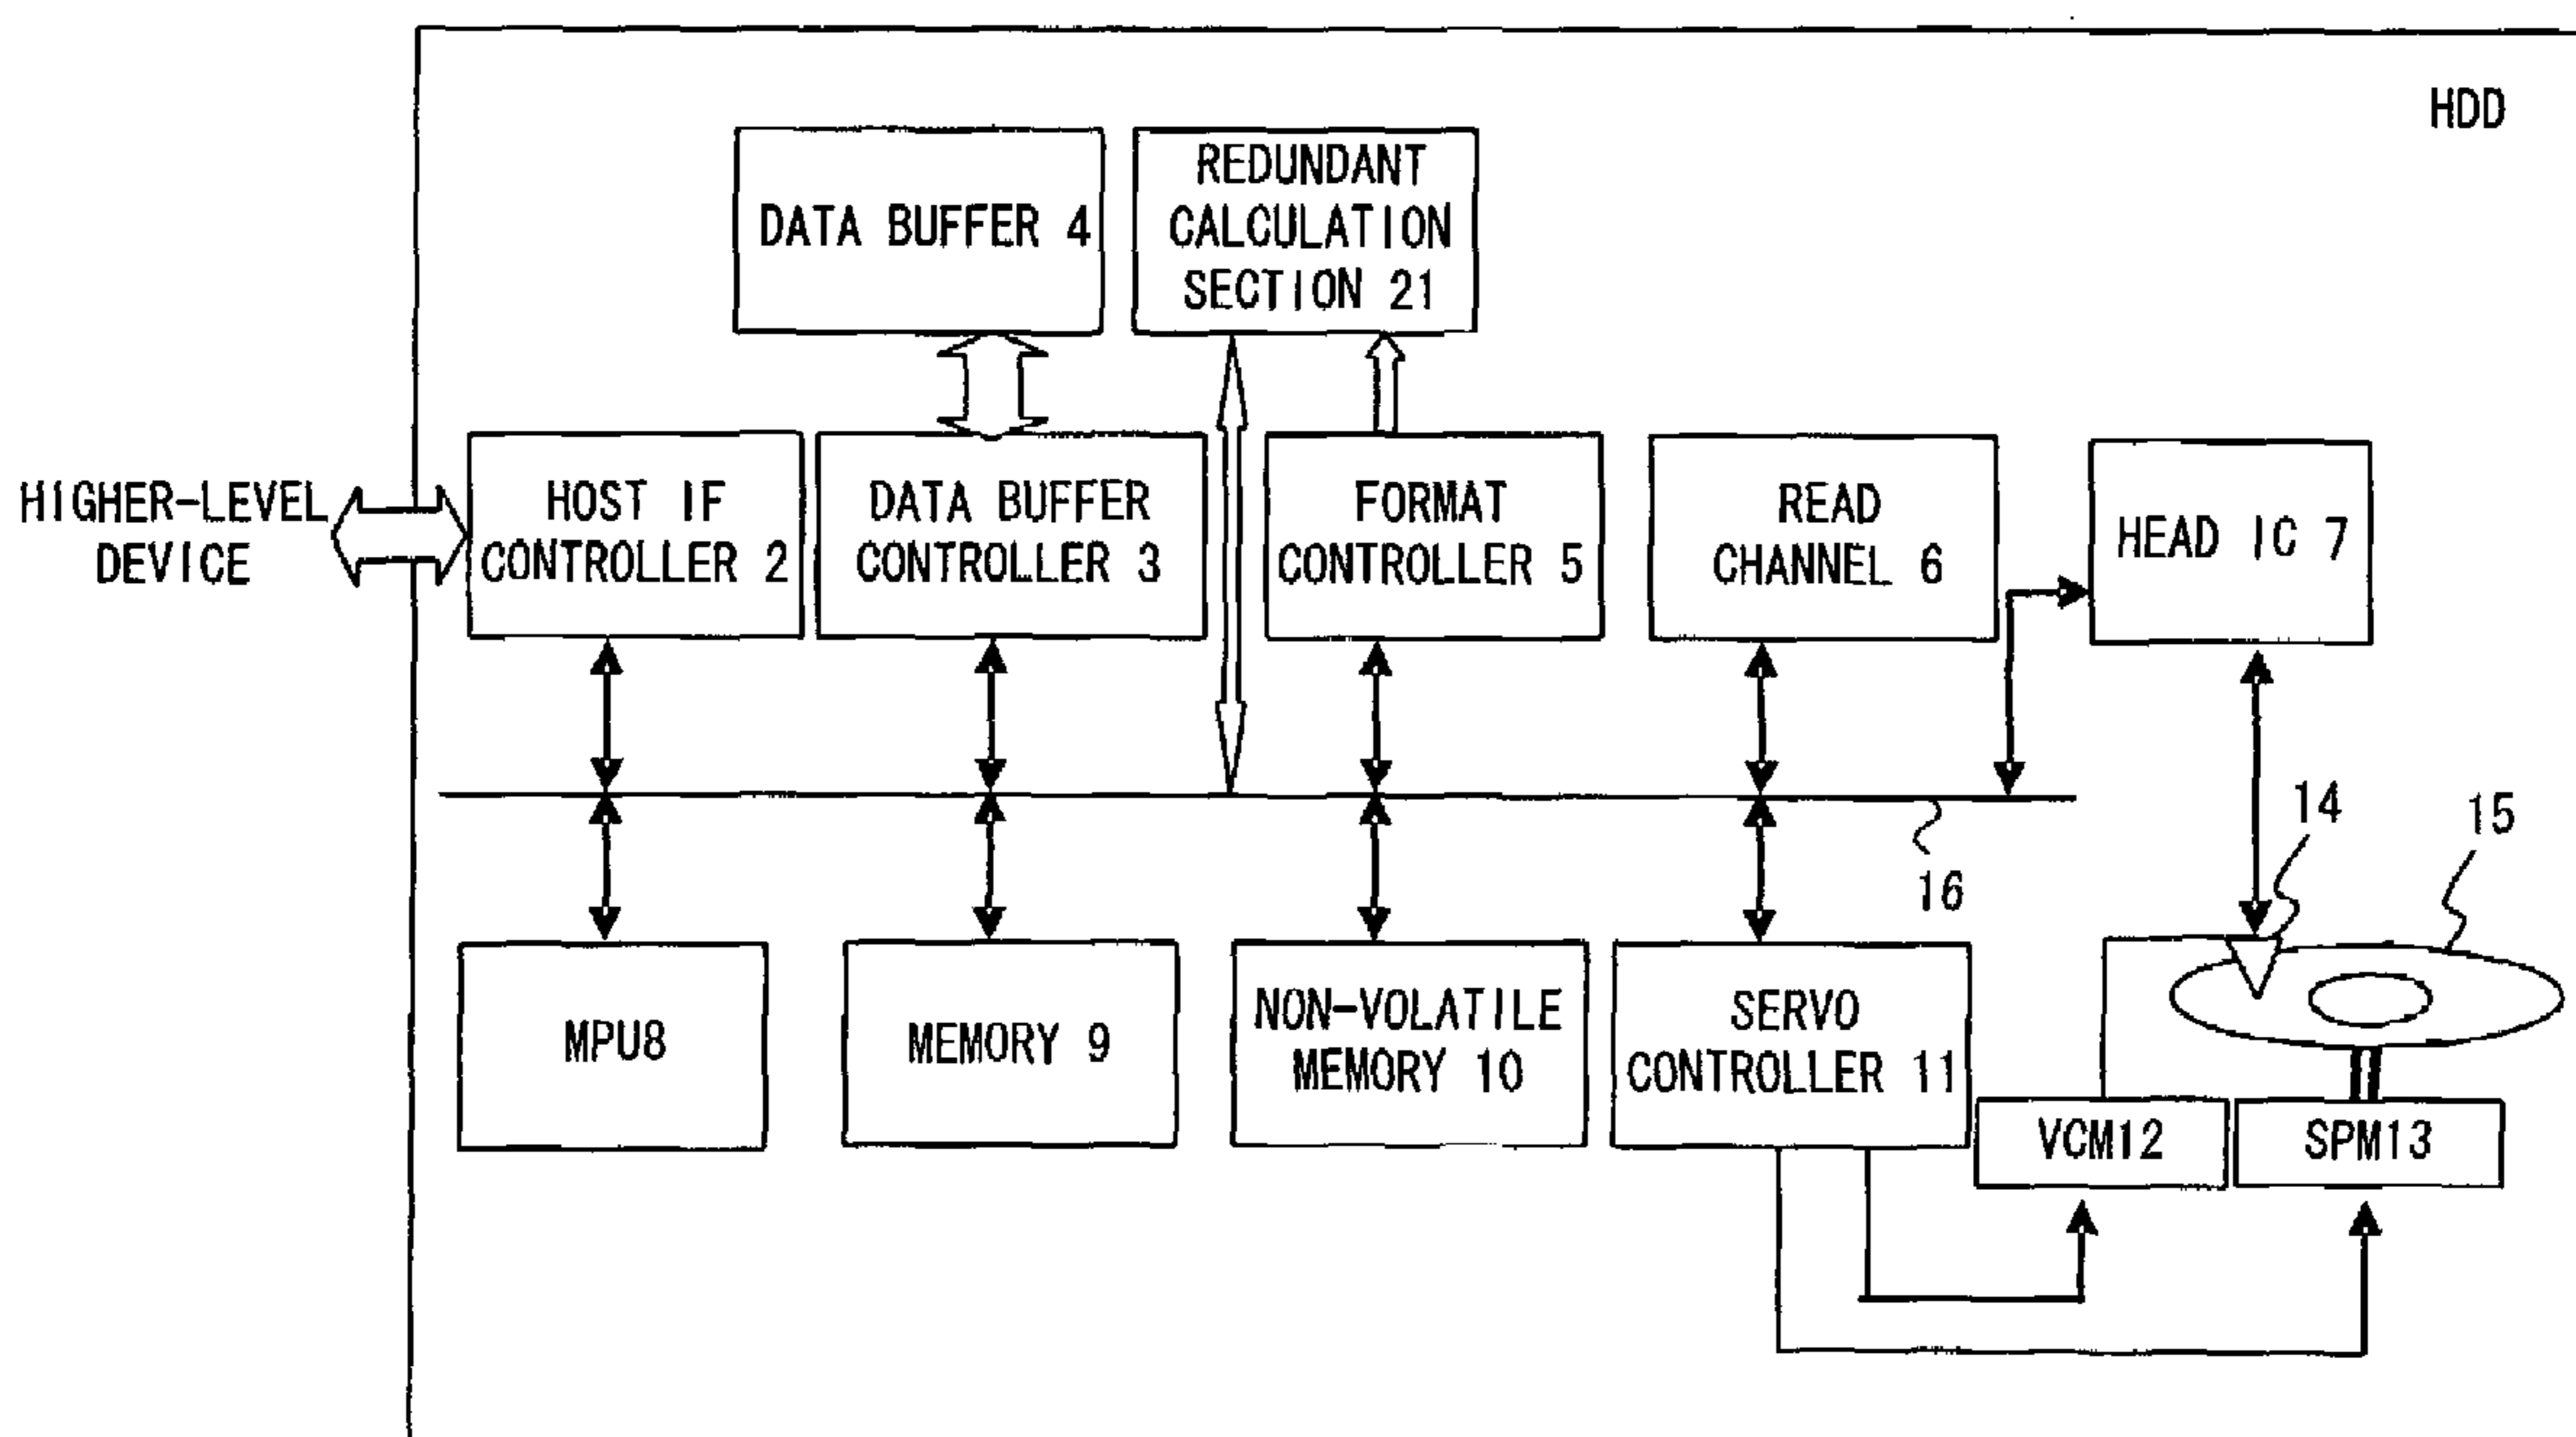 HDD
DATA BUFFER 4
REDUNDANT
CALCULATION
SECTION 21
HIGHER-LEVEL
DEVICE
HOST IF
CONTROLLER 2
DATA BUFFER
CONTROLLER 3
FORMAT
CONTROLLER 5
READ
CHANNEL 6
HEAD IC 7
14
15
16
MPU8
MEMORY 9
NON-VOLATILE
MEMORY 10
SERVO
CONTROLLER 11
VCM12
SPM13